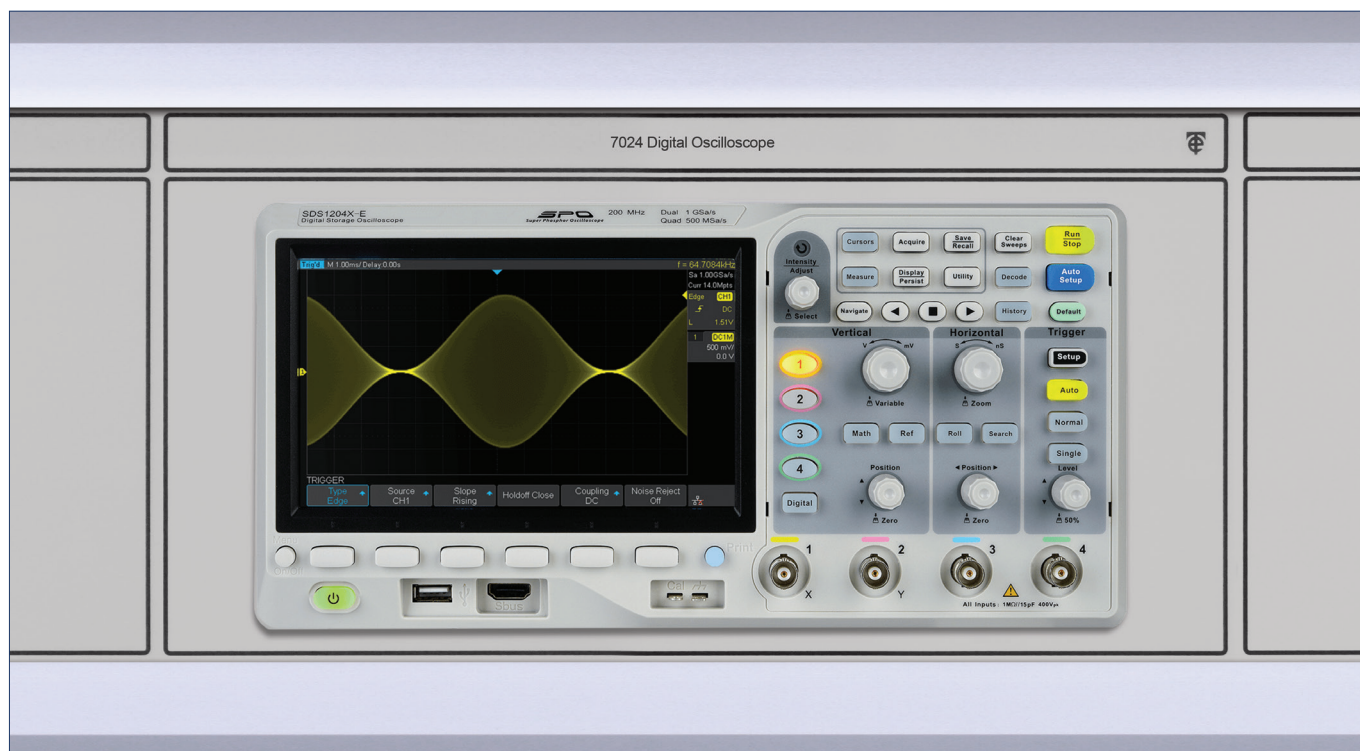 7024 Digital Oscilloscope
SDS1204X-E
Digital Storage Oscilloscope
SPO
Super Phosphor Oscilloscope
200 MHz
Dual 1 GSa/s
Quad 500 MSa/s
Trig'd M 1.00ms/ Delay 0.00s
f = 64.7084kHz
Sa 1.00GSa/s
Curr 14.0Mpts
Edge CH1
DC
L 1.51V
1 DC1M
500 mV/
0.0 V
TRIGGER
Type
Edge
Source
CH1
Slope
Rising
Holdoff Close
Coupling
DC
Noise Reject
Off
Print
Sbus
Cal
Intensity
Adjust
Select
Cursors
Acquire
Save
Recall
Clear
Sweeps
Run
Stop
Measure
Display
Persist
Utility
Decode
Auto
Setup
Navigate
History
Default
Vertical
V mV
Variable
1
2
3
4
Math
Ref
Digital
Position
Zero
Horizontal
S nS
Zoom
Roll
Search
Position
Zero
Trigger
Setup
Auto
Normal
Single
Level
50%
1
X
2
Y
3
4
All Inputs : 1MΩ//15pF 400Vpk